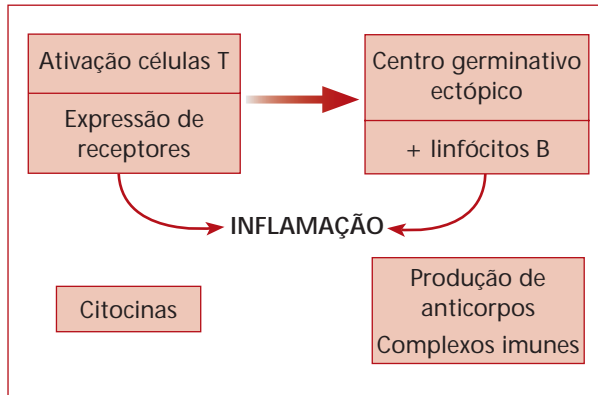 Ativação células T
Expressão de
receptores
Centro germinativo
ectópico
+ linfócitos B
INFLAMAÇÃO
Citocinas
Produção de
anticorpos
Complexos imunes